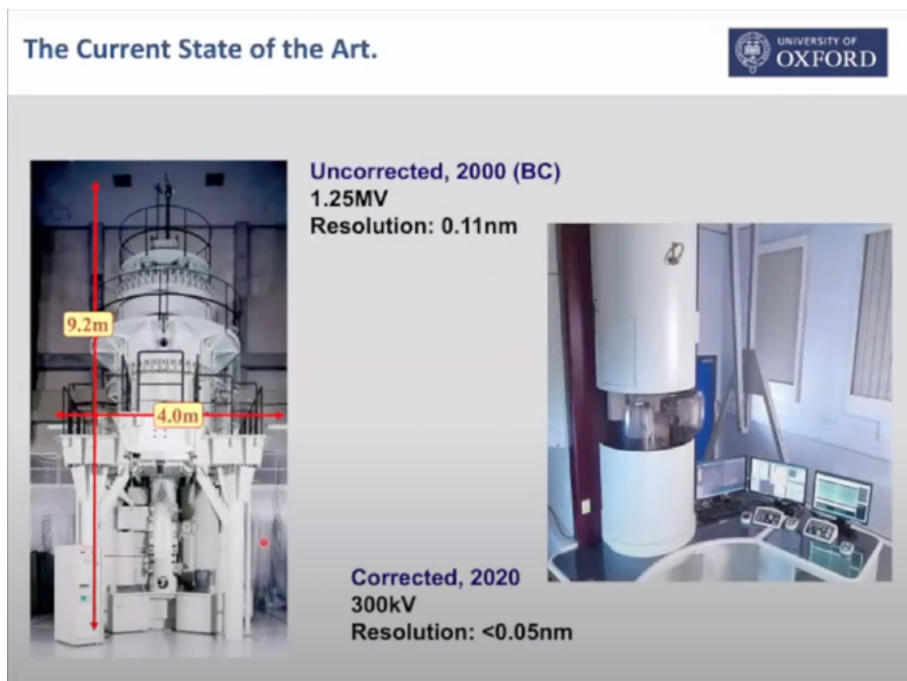 The Current State of the Art.
UNIVERSITY OF
OXFORD
Uncorrected, 2000 (BC)
1.25MV
Resolution: 0.11nm
9.2m
4.0m
Corrected, 2020
300kV
Resolution: <0.05nm